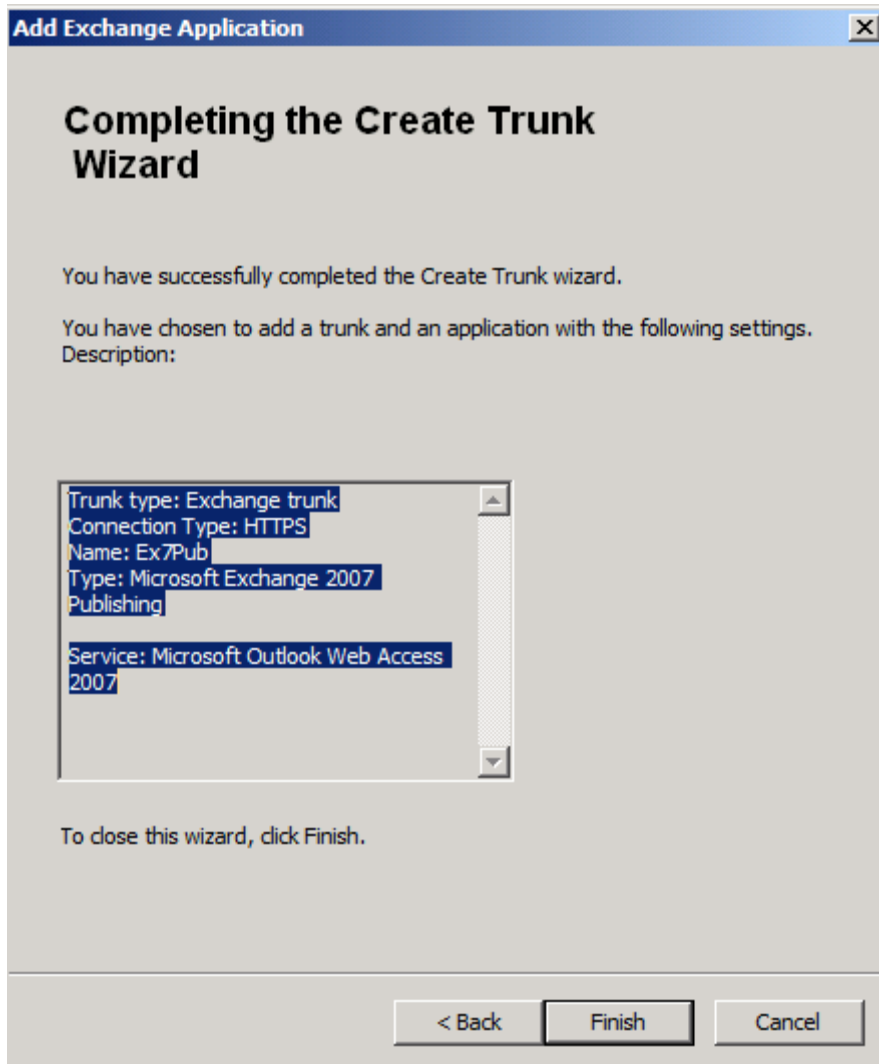 Add Exchange Application
Completing the Create Trunk
Wizard
You have successfully completed the Create Trunk wizard.
You have chosen to add a trunk and an application with the following settings.
Description:
Trunk type: Exchange trunk
Connection Type: HTTPS
Name: Ex7Pub
Type: Microsoft Exchange 2007
Publishing
Service: Microsoft Outlook Web Access
2007
To close this wizard, click Finish.
< Back
Finish
Cancel